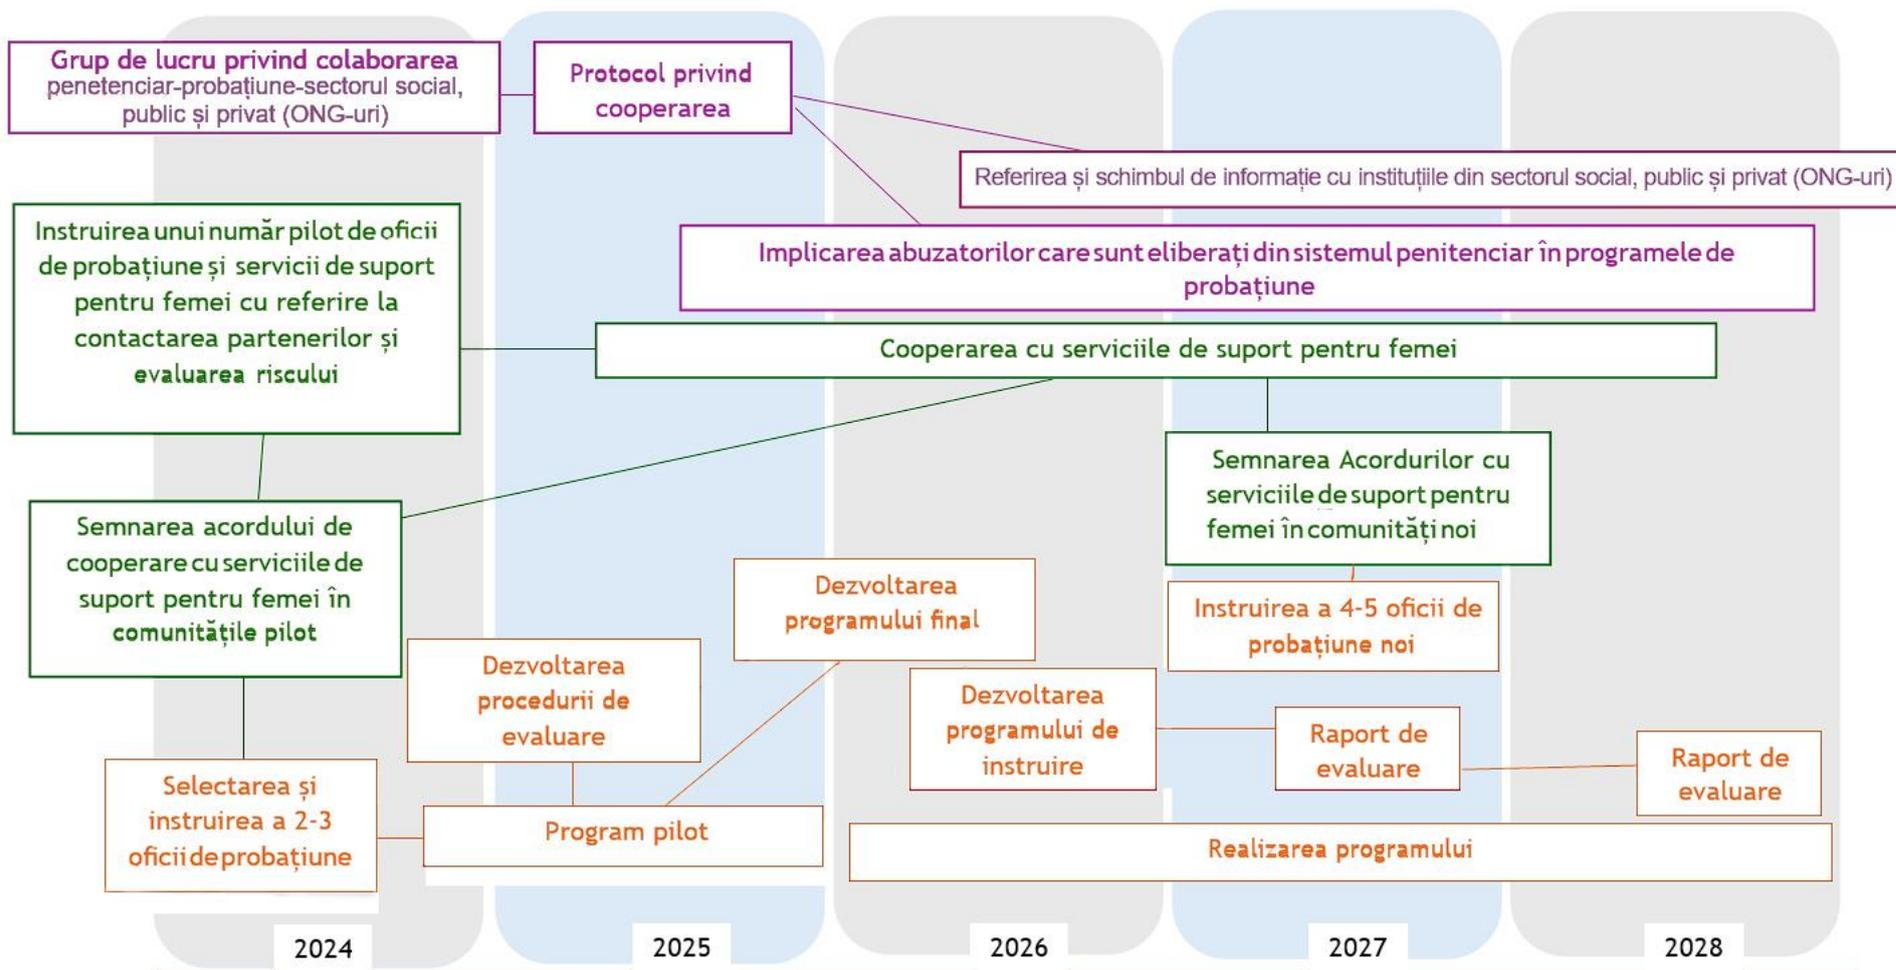 Grup de lucru privind colaborarea
penetenciar-probațiune-sectorul social,
public și privat (ONG-uri)
Protocol privind
cooperarea
Referirea și schimbul de informație cu instituțiile din sectorul social, public și privat (ONG-uri)
Implicarea abuzatorilor care sunt eliberați din sistemul penitenciar în programele de
probațiune
Instruirea unui număr pilot de oficii
de probațiune și servicii de suport
pentru femei cu referire la
contactarea partenerilor și
evaluarea riscului
Cooperarea cu serviciile de suport pentru femei
Semnarea Acordurilor cu
serviciile de suport pentru
femei în comunități noi
Semnarea acordului de
cooperare cu serviciile de
suport pentru femei în
comunitățile pilot
Dezvoltarea
programului final
Instruirea a 4-5 oficii de
probațiune noi
Dezvoltarea
procedurii de
evaluare
Dezvoltarea
programului de
instruire
Raport de
evaluare
Raport de
evaluare
Selectarea și
instruirea a 2-3
oficii de probațiune
Program pilot
Realizarea programului
2024
2025
2026
2027
2028